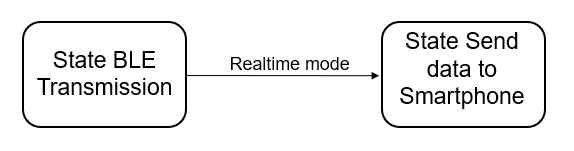 State BLE
Transmission
Realtime mode
State Send
data to
Smartphone